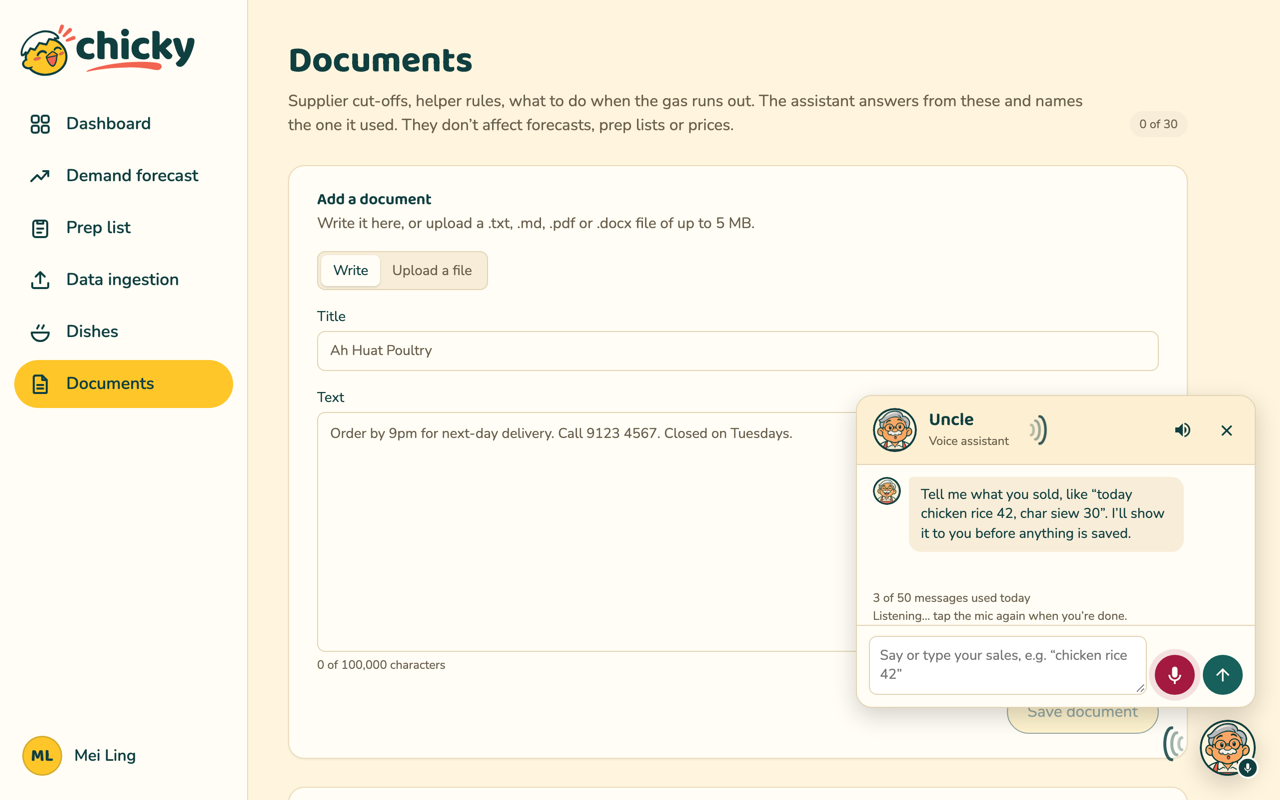 chicky
Dashboard
Demand forecast
Prep list
Data ingestion
Dishes
Documents
ML
Mei Ling
Documents
Supplier cut-offs, helper rules, what to do when the gas runs out. The assistant answers from these and names
the one it used. They don’t affect forecasts, prep lists or prices.
0 of 30
Add a document
Write it here, or upload a .txt, .md, .pdf or .docx file of up to 5 MB.
Write
Upload a file
Title
Ah Huat Poultry
Text
Order by 9pm for next-day delivery. Call 9123 4567. Closed on Tuesdays.
0 of 100,000 characters
Save document
Uncle
Voice assistant
Tell me what you sold, like “today
chicken rice 42, char siew 30”. I’ll show
it to you before anything is saved.
3 of 50 messages used today
Listening… tap the mic again when you’re done.
Say or type your sales, e.g. “chicken rice
42”